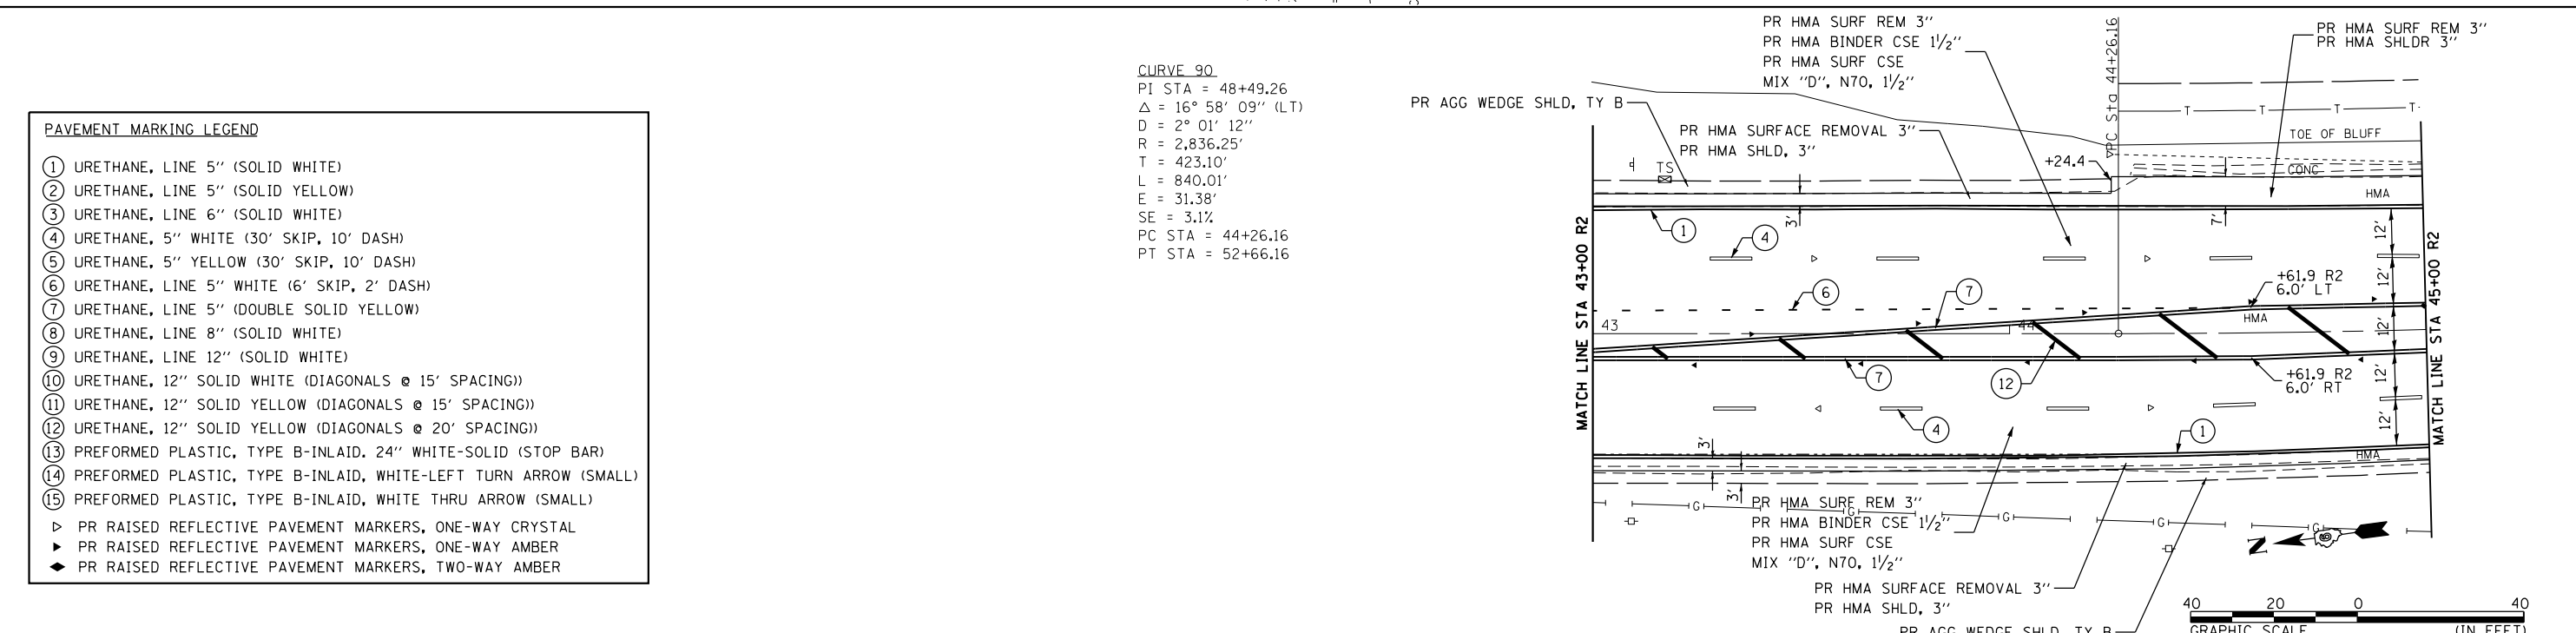 PAVEMENT MARKING LEGEND
1 URETHANE, LINE 5" (SOLID WHITE)
2 URETHANE, LINE 5" (SOLID YELLOW)
3 URETHANE, LINE 6" (SOLID WHITE)
4 URETHANE, 5" WHITE (30' SKIP, 10' DASH)
5 URETHANE, 5" YELLOW (30' SKIP, 10' DASH)
6 URETHANE, LINE 5" WHITE (6' SKIP, 2' DASH)
7 URETHANE, LINE 5" (DOUBLE SOLID YELLOW)
8 URETHANE, LINE 8" (SOLID WHITE)
9 URETHANE, LINE 12" (SOLID WHITE)
10 URETHANE, 12" SOLID WHITE (DIAGONALS @ 15' SPACING))
11 URETHANE, 12" SOLID YELLOW (DIAGONALS @ 15' SPACING))
12 URETHANE, 12" SOLID YELLOW (DIAGONALS @ 20' SPACING))
13 PREFORMED PLASTIC, TYPE B-INLAID, 24" WHITE-SOLID (STOP BAR)
14 PREFORMED PLASTIC, TYPE B-INLAID, WHITE-LEFT TURN ARROW (SMALL)
15 PREFORMED PLASTIC, TYPE B-INLAID, WHITE THRU ARROW (SMALL)
PR RAISED REFLECTIVE PAVEMENT MARKERS, ONE-WAY CRYSTAL
PR RAISED REFLECTIVE PAVEMENT MARKERS, ONE-WAY AMBER
PR RAISED REFLECTIVE PAVEMENT MARKERS, TWO-WAY AMBER
CURVE 90
PI STA = 48+49.26
Δ = 16° 58' 09" (LT)
D = 2° 01' 12"
R = 2,836.25'
T = 423.10'
L = 840.01'
E = 31.38'
SE = 3.1%
PC STA = 44+26.16
PT STA = 52+66.16
PR HMA SURF REM 3"
PR HMA BINDER CSE 1½"
PR HMA SURF CSE
MIX "D", N70, 1½"
PR AGG WEDGE SHLD, TY B
PR HMA SURFACE REMOVAL 3"
PR HMA SHLD, 3"
PC Sta 44+26.16
PR HMA SURF REM 3"
PR HMA SHLDR 3"
T T T T
TOE OF BLUFF
+24.4
TS
CONC
HMA
3'
7'
1
4
12'
12'
+61.9 R2
6.0' LT
6
7
43
44
HMA
12'
MATCH LINE STA 43+00 R2
MATCH LINE STA 45+00 R2
7
12
+61.9 R2
6.0' RT
12'
12'
4
1
3'
HMA
3'
G G G G G
PR HMA SURF REM 3"
PR HMA BINDER CSE 1½"
PR HMA SURF CSE
MIX "D", N70, 1½"
PR HMA SURFACE REMOVAL 3"
PR HMA SHLD, 3"
PR AGG WEDGE SHLD, TY B
N
40 20 0 40
GRAPHIC SCALE (IN FEET)